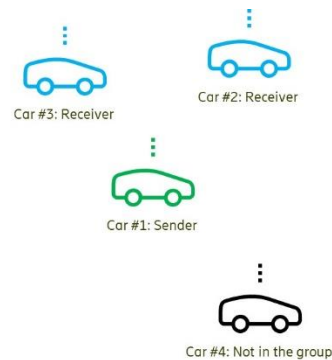 Car #2: Receiver
Car #3: Receiver
Car #1: Sender
Car #4: Not in the group